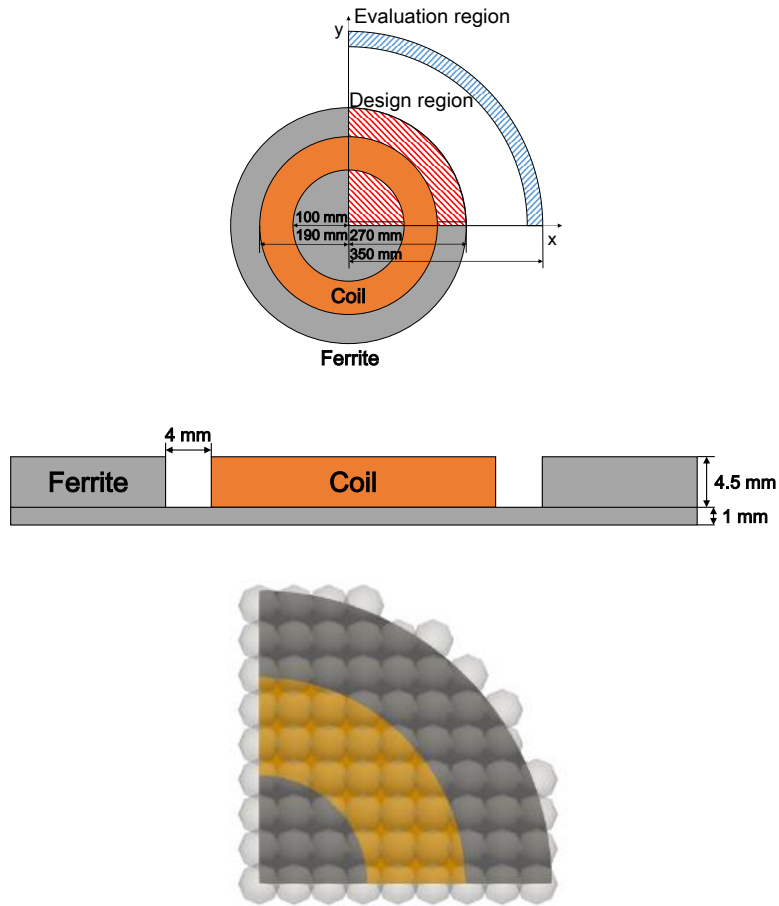 Evaluation region
y
Design region
100 mm
190 mm 270 mm
x
350 mm
Coil
Ferrite
4 mm
Ferrite
Coil
4.5 mm
1 mm